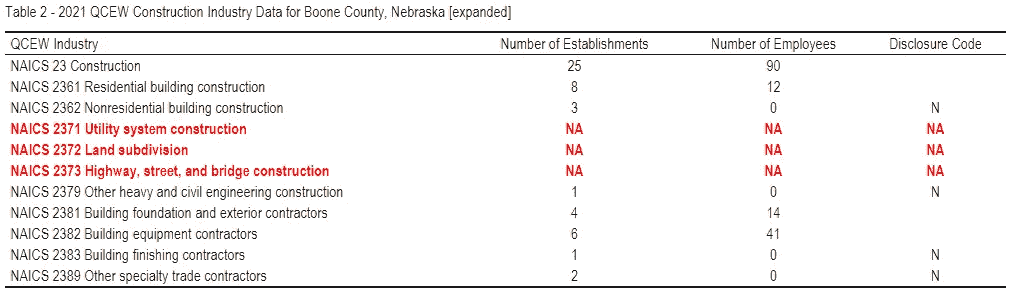 Table 2 - 2021 QCEW Construction Industry Data for Boone County, Nebraska [expanded]
QCEW Industry Number of Establishments Number of Employees Disclosure Code
NAICS 23 Construction 25 90
NAICS 2361 Residential building construction 8 12
NAICS 2362 Nonresidential building construction 3 0 N
NAICS 2371 Utility system construction NA NA NA
NAICS 2372 Land subdivision NA NA NA
NAICS 2373 Highway, street, and bridge construction NA NA NA
NAICS 2379 Other heavy and civil engineering construction 1 0 N
NAICS 2381 Building foundation and exterior contractors 4 14
NAICS 2382 Building equipment contractors 6 41
NAICS 2383 Building finishing contractors 1 0 N
NAICS 2389 Other specialty trade contractors 2 0 N